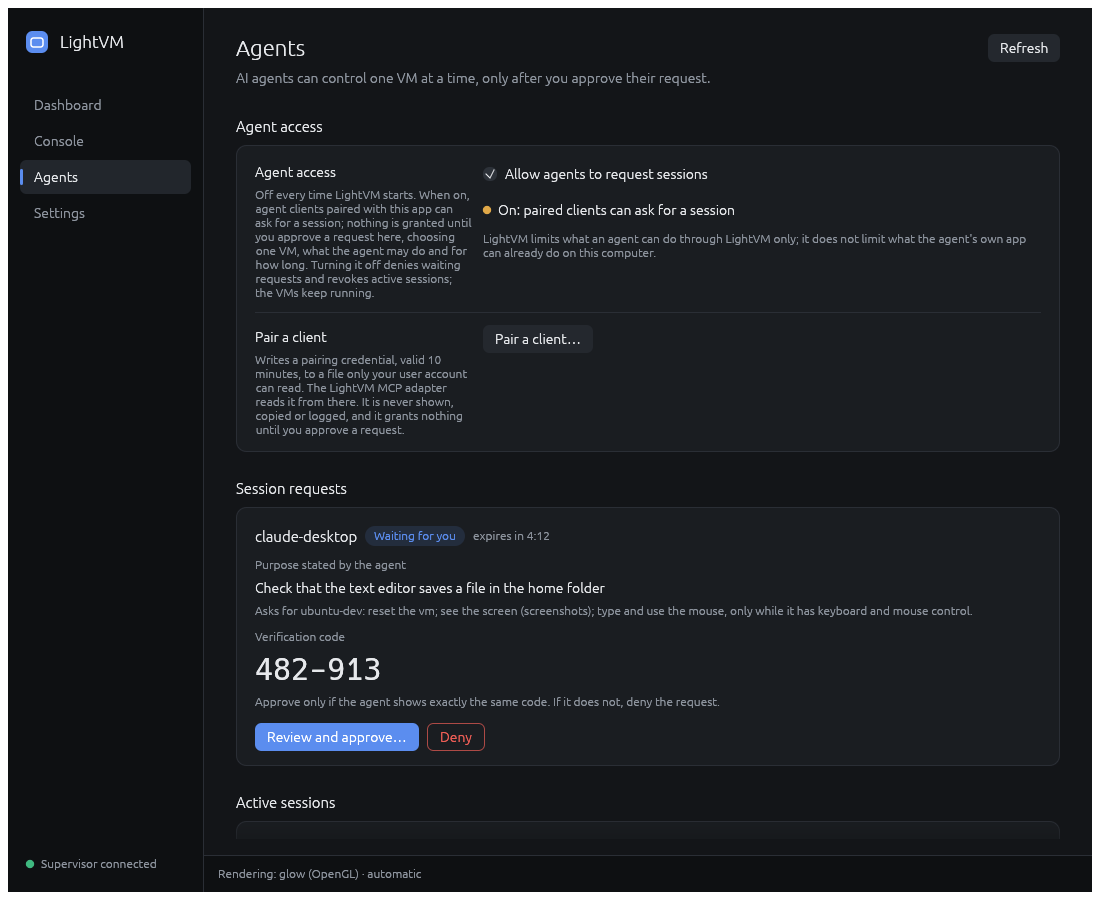 LightVM
Dashboard
Console
Agents
Settings
Supervisor connected
Agents
Refresh
AI agents can control one VM at a time, only after you approve their request.
Agent access
Agent access
Off every time LightVM starts. When on,
agent clients paired with this app can
ask for a session; nothing is granted until
you approve a request here, choosing
one VM, what the agent may do and for
how long. Turning it off denies waiting
requests and revokes active sessions;
the VMs keep running.
Allow agents to request sessions
On: paired clients can ask for a session
LightVM limits what an agent can do through LightVM only; it does not limit what the agent's own app
can already do on this computer.
Pair a client
Writes a pairing credential, valid 10
minutes, to a file only your user account
can read. The LightVM MCP adapter
reads it from there. It is never shown,
copied or logged, and it grants nothing
until you approve a request.
Pair a client…
Session requests
claude-desktop Waiting for you expires in 4:12
Purpose stated by the agent
Check that the text editor saves a file in the home folder
Asks for ubuntu-dev: reset the vm; see the screen (screenshots); type and use the mouse, only while it has keyboard and mouse control.
Verification code
482-913
Approve only if the agent shows exactly the same code. If it does not, deny the request.
Review and approve… Deny
Active sessions
Rendering: glow (OpenGL) · automatic